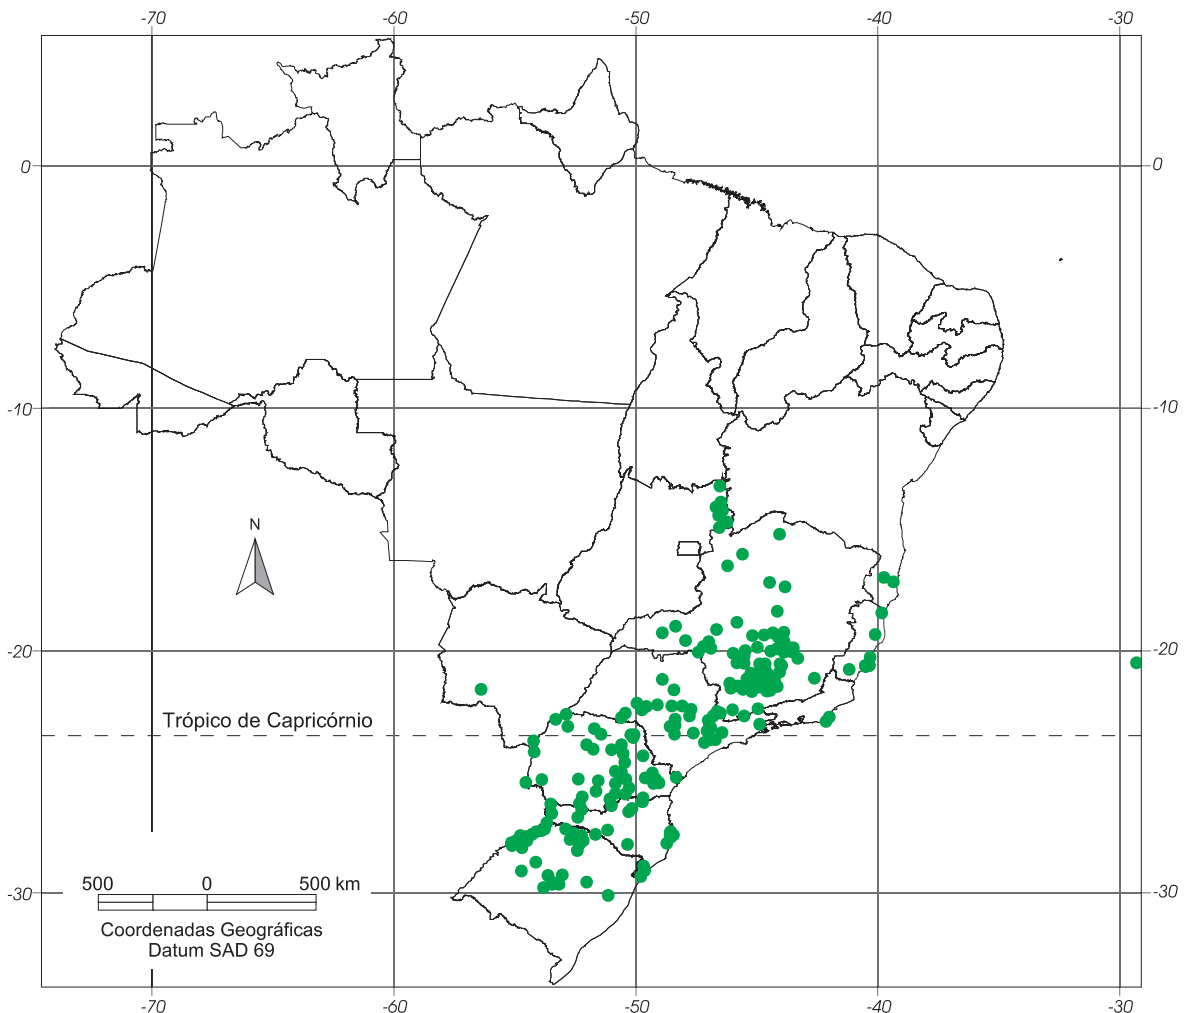 -70 -60 -50 -40 -30
0 0
-10 -10
N
-20
Trópico de Capricórnio
500 0 500 km
-30 -30
Coordenadas Geográficas
Datum SAD 69
-70 -60 -50 -40 -30